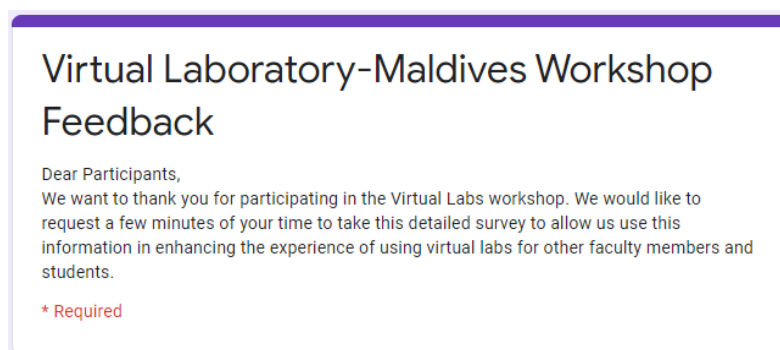 Virtual Laboratory-Maldives Workshop
Feedback
Dear Participants,
We want to thank you for participating in the Virtual Labs workshop. We would like to
request a few minutes of your time to take this detailed survey to allow us use this
information in enhancing the experience of using virtual labs for other faculty members and
students.
* Required